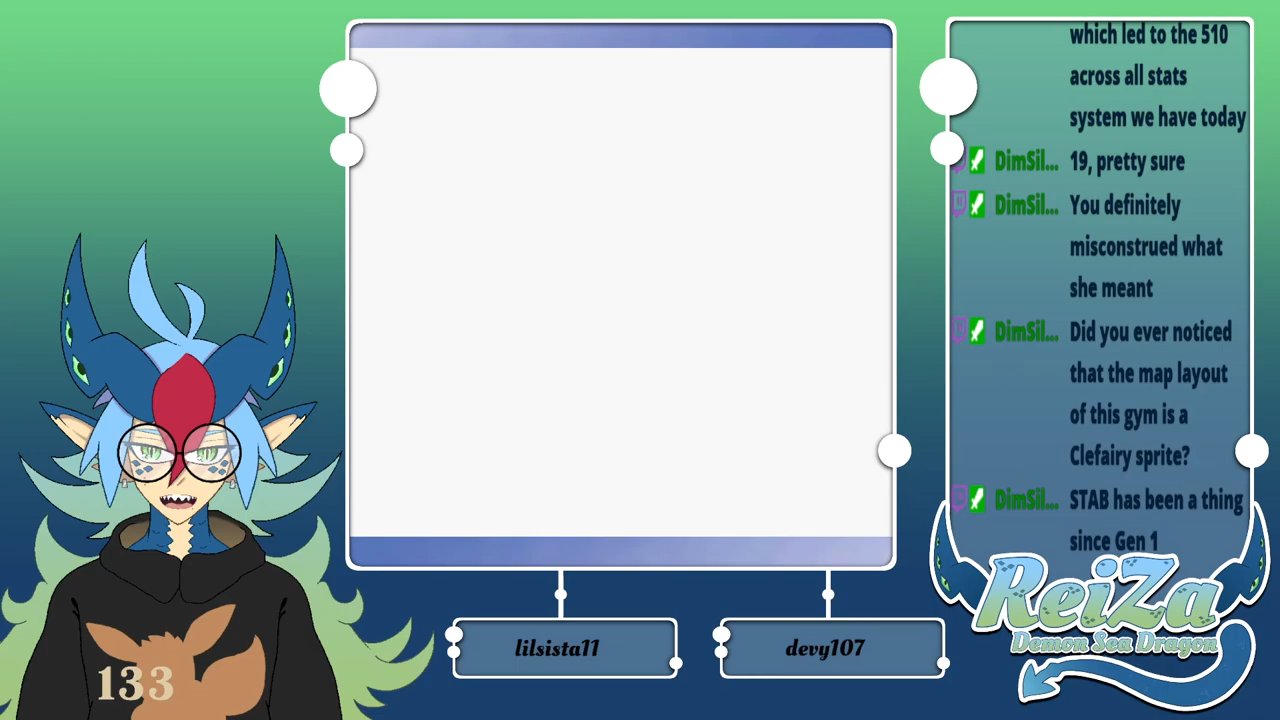 which led to the 510
across all stats
system we have today
DimSil... 19, pretty sure
DimSil... You definitely
misconstrued what
she meant
DimSil... Did you ever noticed
that the map layout
of this gym is a
Clefairy sprite?
DimSil... STAB has been a thing
since Gen 1
ReiZa
Demon Sea Dragon
lilsista11
devy107
133